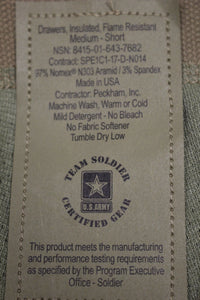 Drawers, Insulated, Flame Resistant
Medium - Short
NSN: 8415-01-643-7682
Contract: SPE1C1-17-D-N014
97% Nomex® N303 Aramid / 3% Spandex
Made in USA
Contractor: Peckham, Inc.
Machine Wash, Warm or Cold
Mild Detergent - No Bleach
No Fabric Softener
Tumble Dry Low
TEAM SOLDIER
U.S.ARMY
CERTIFIED GEAR
This product meets the manufacturing
and performance testing requirements
as specified by the Program Executive
Office - Soldier